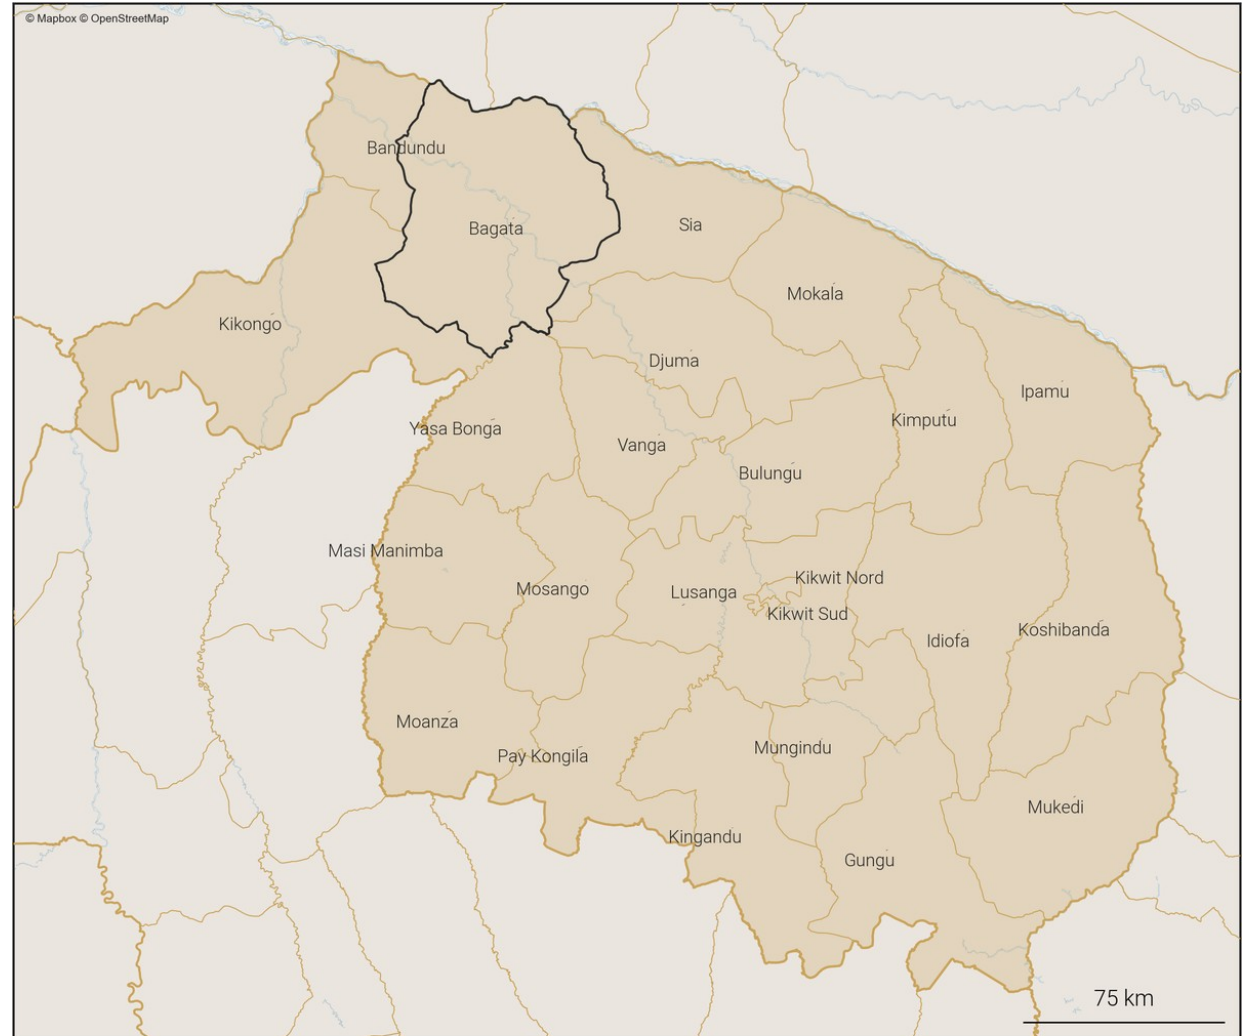 © Mapbox © OpenStreetMap
Bandundu
Bagata
Sia
Mokala
Kikongo
Djuma
Ipamu
Kimputu
Yasa Bonga
Vanga
Bulungu
Masi Manimba
Kikwit Nord
Mosango
Lusanga
Kikwit Sud
Koshibanda
Idiofa
Moanza
Mungindu
Pay Kongila
Mukedi
Kingandu
Gungu
75 km